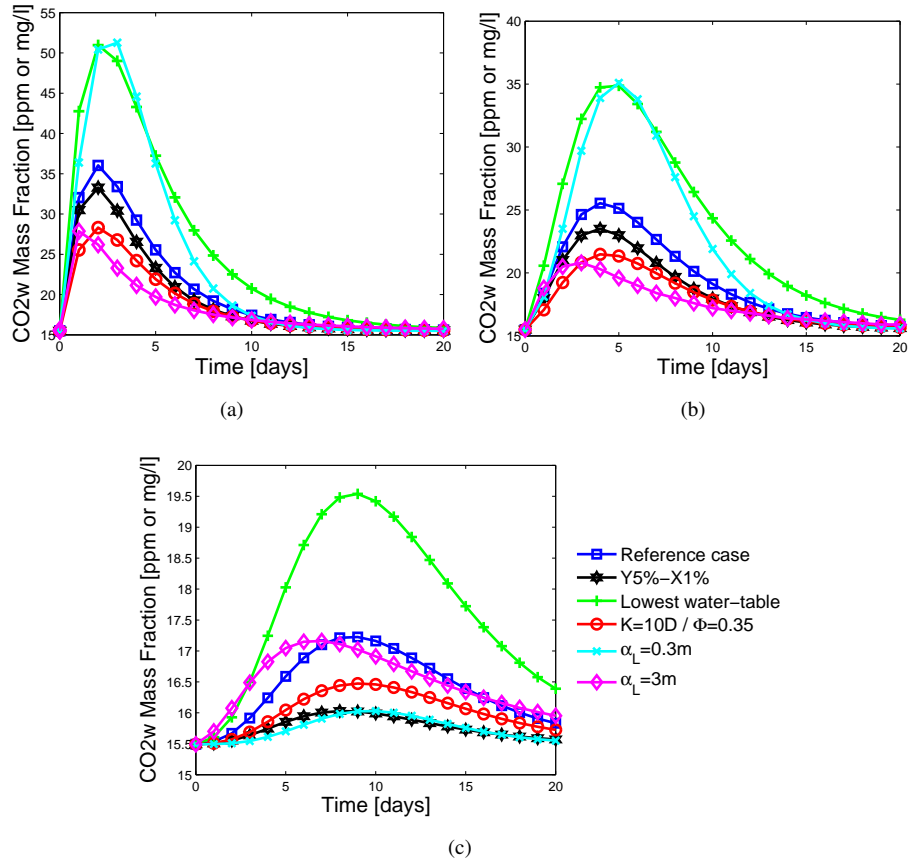 55
50
45
40
35
30
25
20
15
0
5
10
15
20
CO2w Mass Fraction [ppm or mg/l]
Time [days]
(a)
40
35
30
25
20
15
0
5
10
15
20
CO2w Mass Fraction [ppm or mg/l]
Time [days]
(b)
20
19.5
19
18.5
18
17.5
17
16.5
16
15.5
15
0
5
10
15
20
CO2w Mass Fraction [ppm or mg/l]
Time [days]
Reference case
Y5%−X1%
Lowest water−table
K=10D / Φ=0.35
α_L=0.3m
α_L=3m
(c)